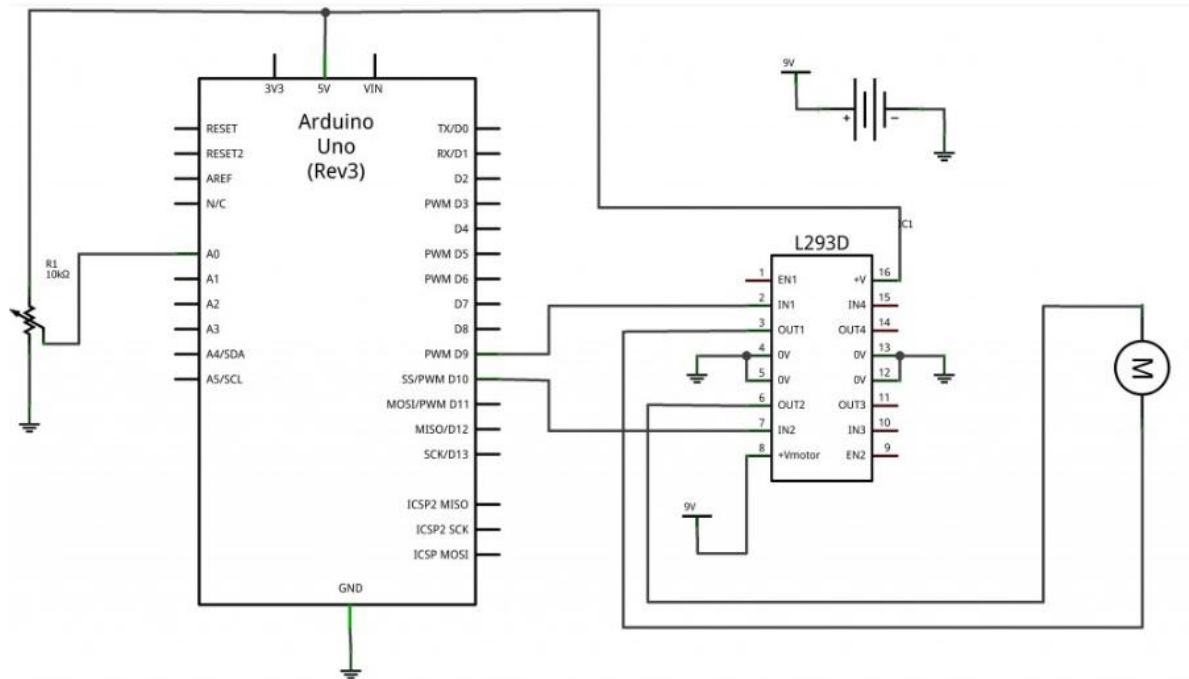 3V3
5V
VIN
Arduino
Uno
(Rev3)
RESET
RESET2
AREF
N/C
A0
A1
A2
A3
A4/SDA
A5/SCL
TX/D0
RX/D1
D2
PWM D3
D4
PWM D5
PWM D6
D7
D8
PWM D9
SS/PWM D10
MOSI/PWM D11
MISO/D12
SCK/D13
ICSP2 MISO
ICSP2 SCK
ICSP MOSI
GND
R1
10kΩ
9V
+
−
IC1
L293D
1 EN1 +V 16
2 IN1 IN4 15
3 OUT1 OUT4 14
4 0V 0V 13
5 0V 0V 12
6 OUT2 OUT3 11
7 IN2 IN3 10
8 +Vmotor EN2 9
9V
M